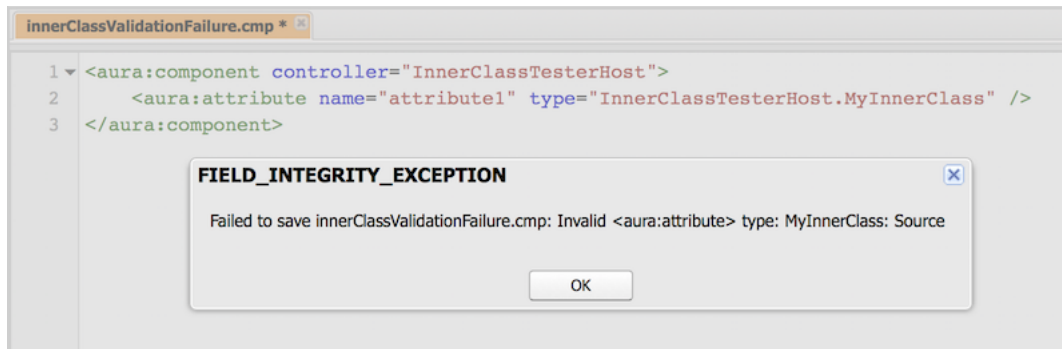 innerClassValidationFailure.cmp *
1 <aura:component controller="InnerClassTesterHost">
2 <aura:attribute name="attribute1" type="InnerClassTesterHost.MyInnerClass" />
3 </aura:component>
FIELD_INTEGRITY_EXCEPTION
Failed to save innerClassValidationFailure.cmp: Invalid <aura:attribute> type: MyInnerClass: Source
OK